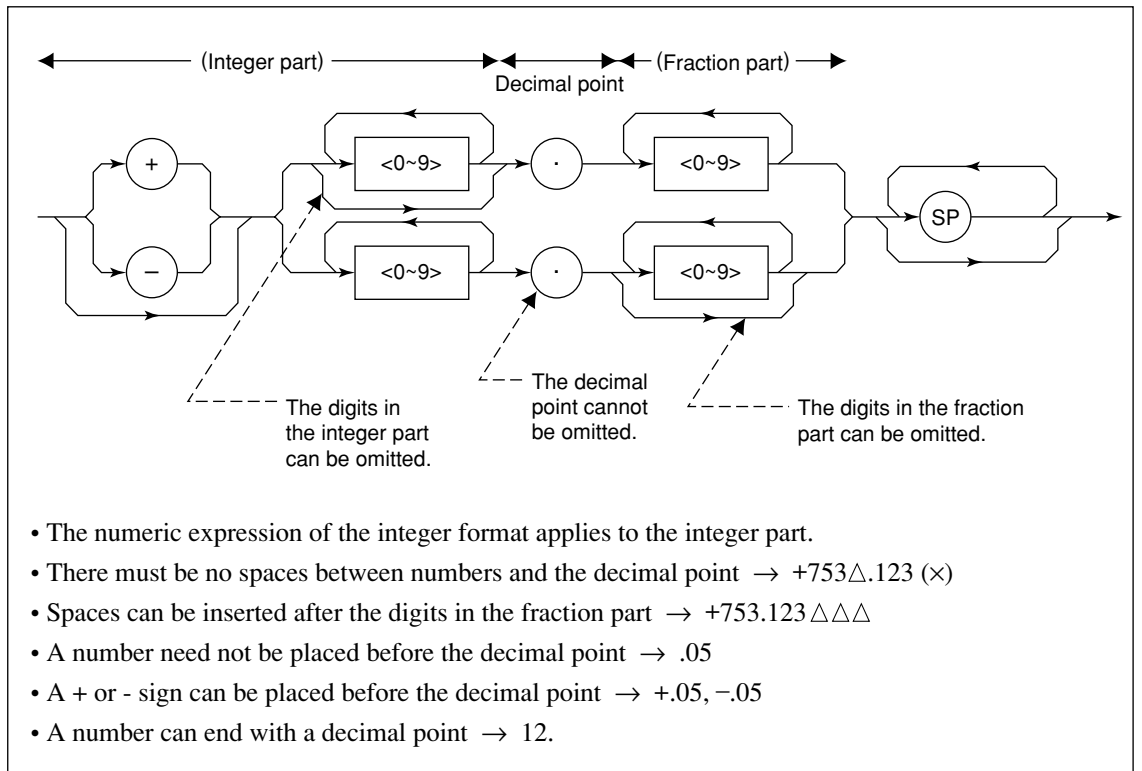 (Integer part)
Decimal point
(Fraction part)
+
<0~9>
·
<0~9>
SP
−
<0~9>
·
<0~9>
The digits in
the integer part
can be omitted.
The decimal
point cannot
be omitted.
The digits in the fraction
part can be omitted.
• The numeric expression of the integer format applies to the integer part.
• There must be no spaces between numbers and the decimal point → +753△.123 (×)
• Spaces can be inserted after the digits in the fraction part → +753.123△△△
• A number need not be placed before the decimal point → .05
• A + or - sign can be placed before the decimal point → +.05, −.05
• A number can end with a decimal point → 12.